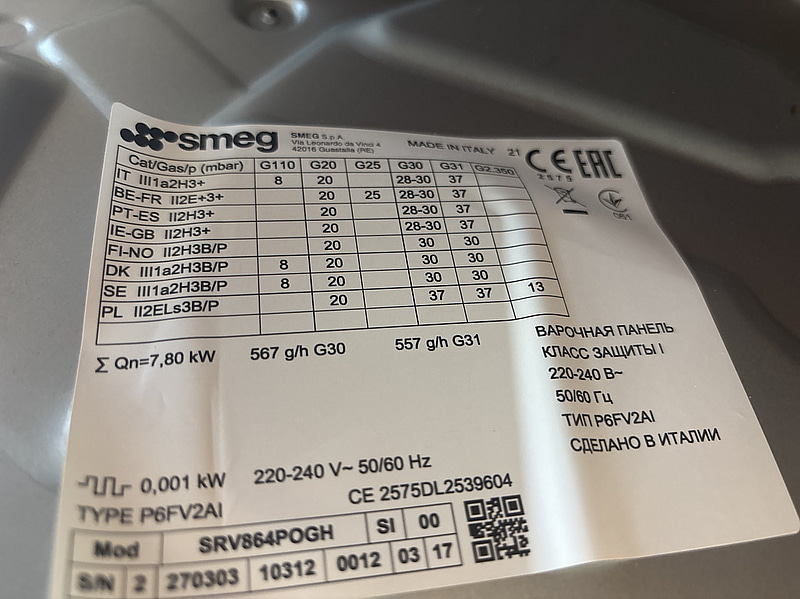 smeg
SMEG S.p.A.
Via Leonardo da Vinci 4
42016 Guastalla (RE)
MADE IN ITALY 21
CE EAC
2575
051
Cat/Gas/p (mbar) G110 G20 G25 G30 G31 G2.350
IT III1a2H3+ 8 20 28-30 37
BE-FR II2E+3+ 20 25 28-30 37
PT-ES II2H3+ 20 28-30 37
IE-GB II2H3+ 20 28-30 37
FI-NO II2H3B/P 20 30 30
DK III1a2H3B/P 8 20 30 30
SE III1a2H3B/P 8 20 30 30
PL II2ELs3B/P 20 37 37 13
∑ Qn=7,80 kW 567 g/h G30 557 g/h G31
ВАРОЧНАЯ ПАНЕЛЬ
КЛАСС ЗАЩИТЫ I
220-240 В~
50/60 Гц
ТИП P6FV2AI
СДЕЛАНО В ИТАЛИИ
0,001 kW 220-240 V~ 50/60 Hz
TYPE P6FV2AI CE 2575DL2539604
Mod SRV864POGH SI 00
S/N 2 270303 10312 0012 03 17